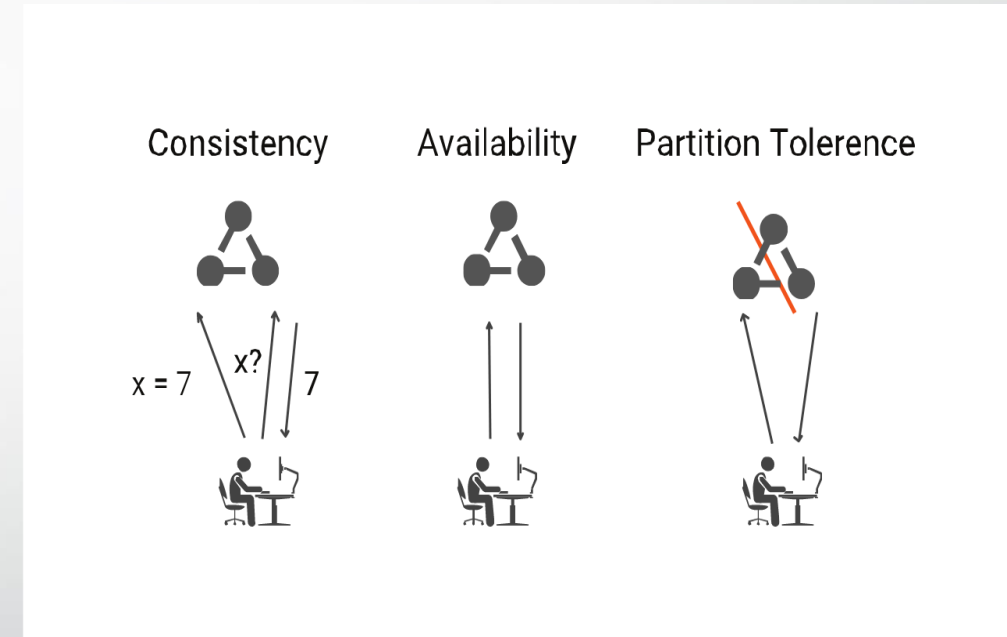 Consistency
Availability
Partition Tolerence
x = 7
x?
7